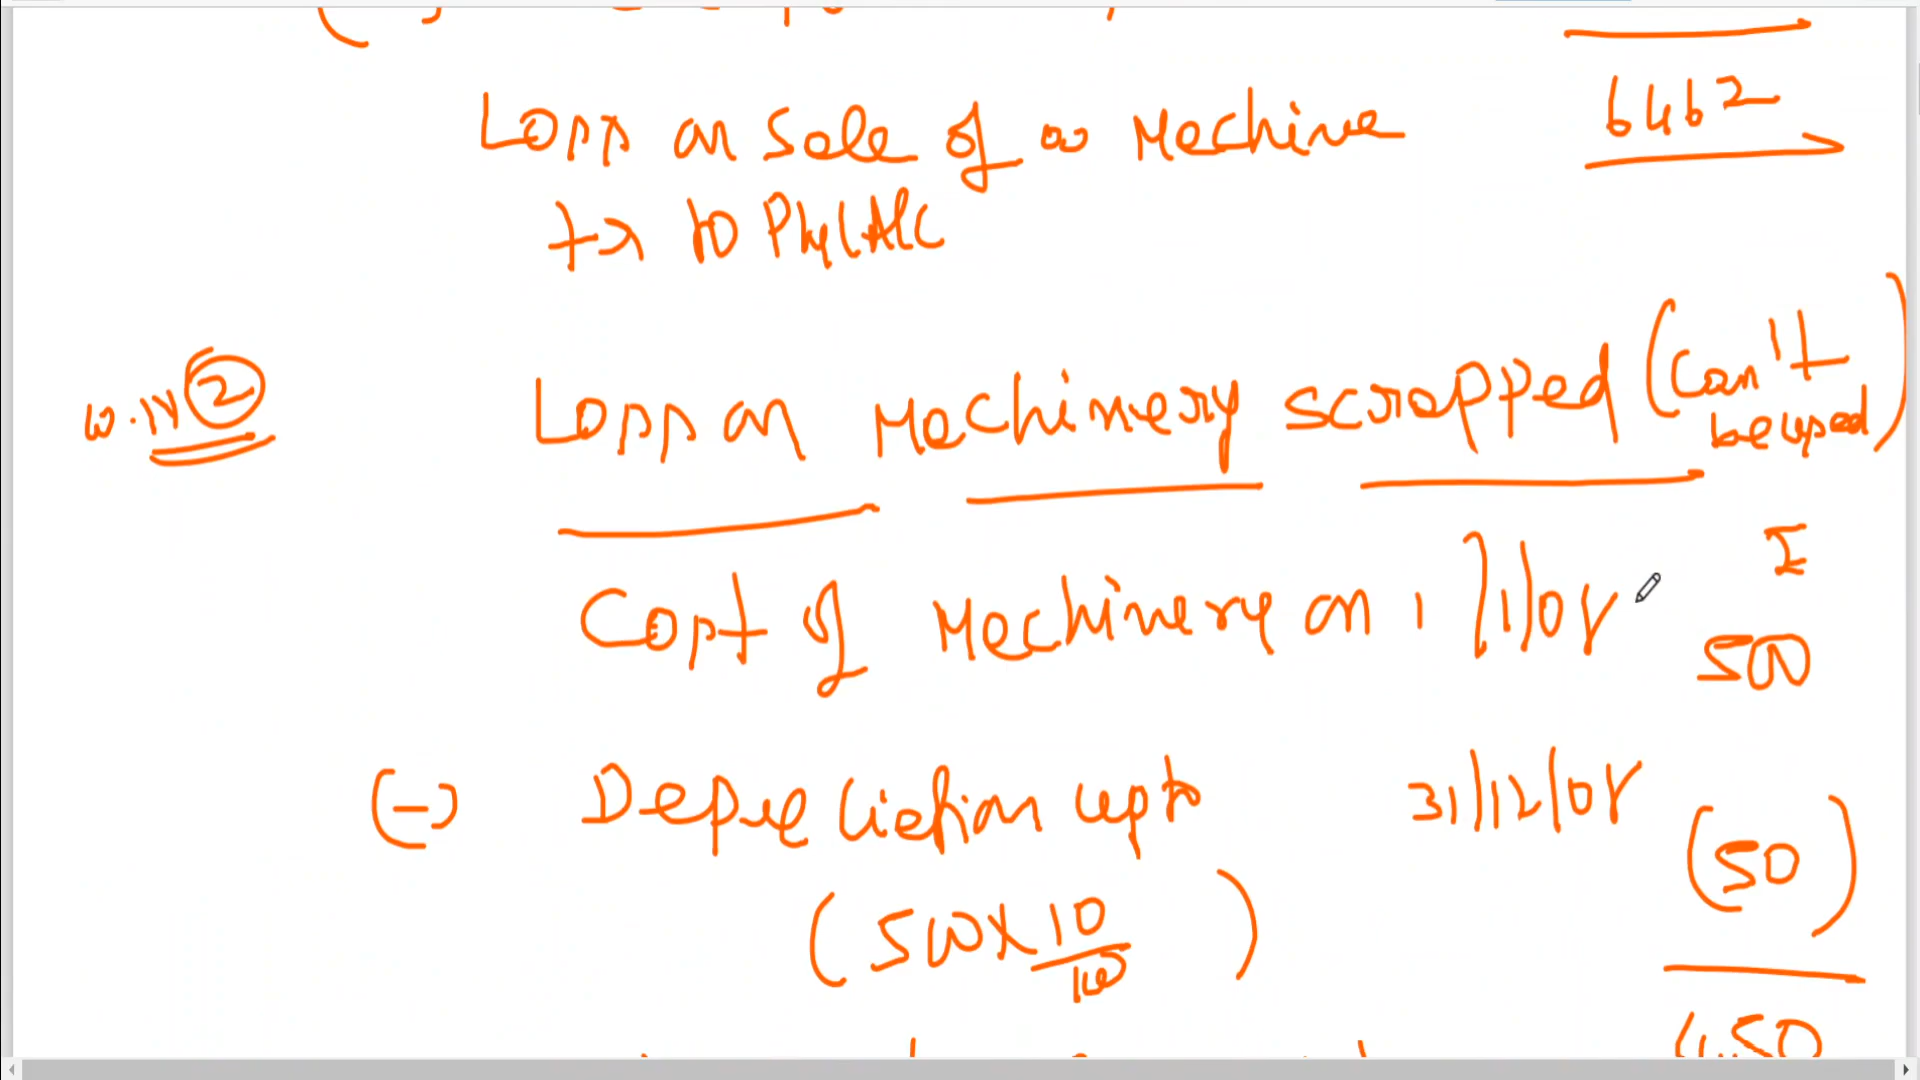 6462
Loss on Sale of Machine
to P&L A/c
W.N 2
Loss on Machinery scrapped (Can't be used)
Cost of Machinery on 1/1/08 500
(-) Depreciation upto 31/12/08 (50)
(500 × 10/100)
450